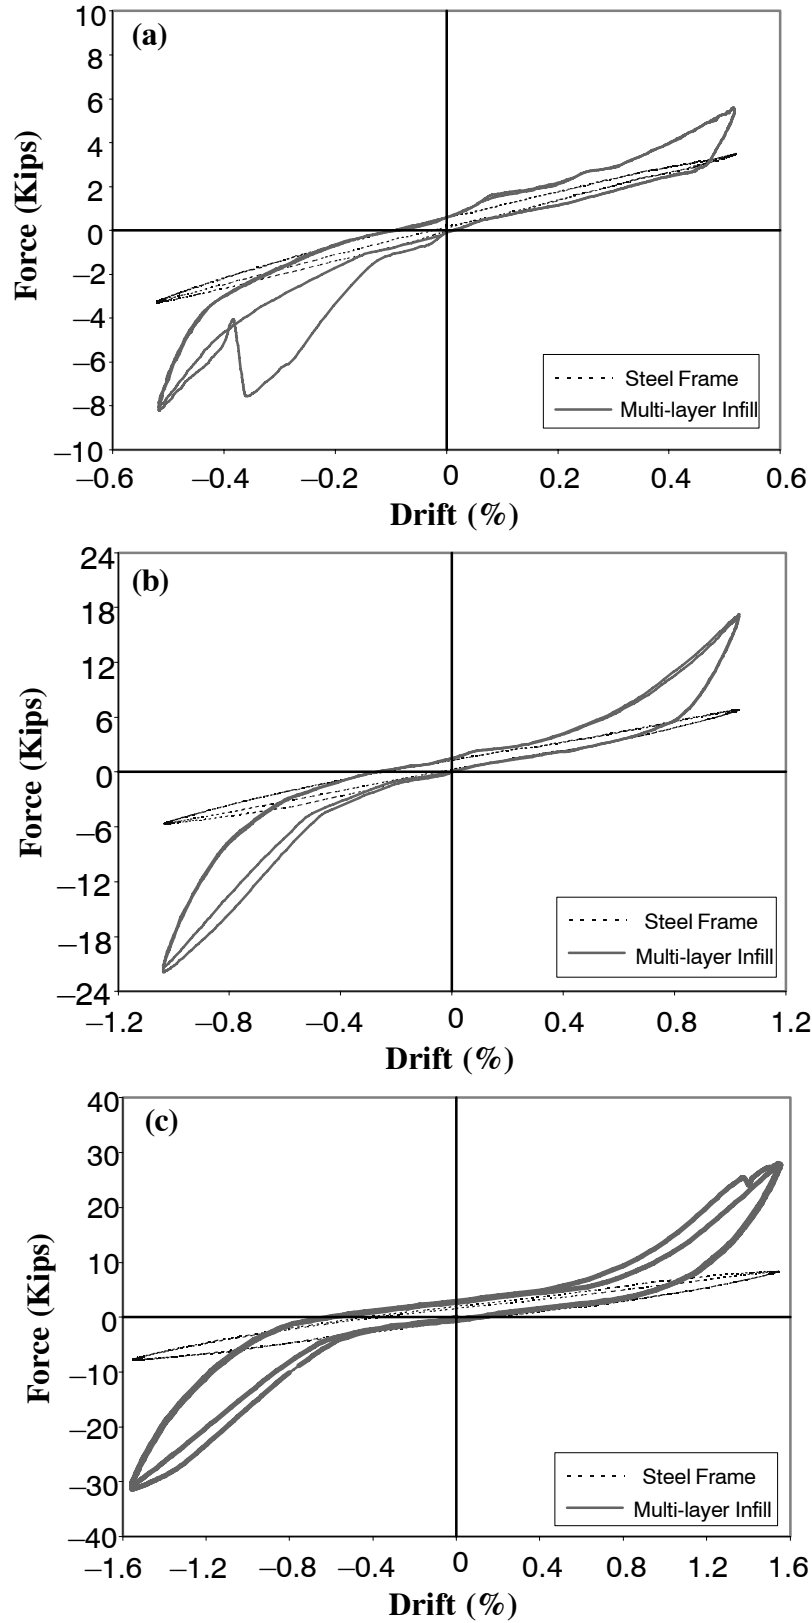 (a)
10
8
6
4
2
0
−2
−4
−6
−8
−10
Force (Kips)
Steel Frame
Multi-layer Infill
−0.6 −0.4 −0.2 0 0.2 0.4 0.6
Drift (%)
(b)
24
18
12
6
0
−6
−12
−18
−24
Force (Kips)
Steel Frame
Multi-layer Infill
−1.2 −0.8 −0.4 0 0.4 0.8 1.2
Drift (%)
(c)
40
30
20
10
0
−10
−20
−30
−40
Force (Kips)
Steel Frame
Multi-layer Infill
−1.6 −1.2 −0.8 −0.4 0 0.4 0.8 1.2 1.6
Drift (%)